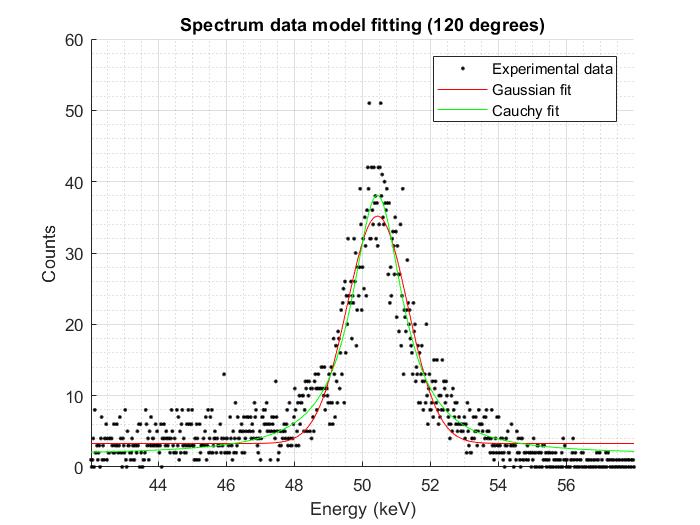 Spectrum data model fitting (120 degrees)
60
50
40
30
20
10
0
Counts
Experimental data
Gaussian fit
Cauchy fit
44 46 48 50 52 54 56
Energy (keV)